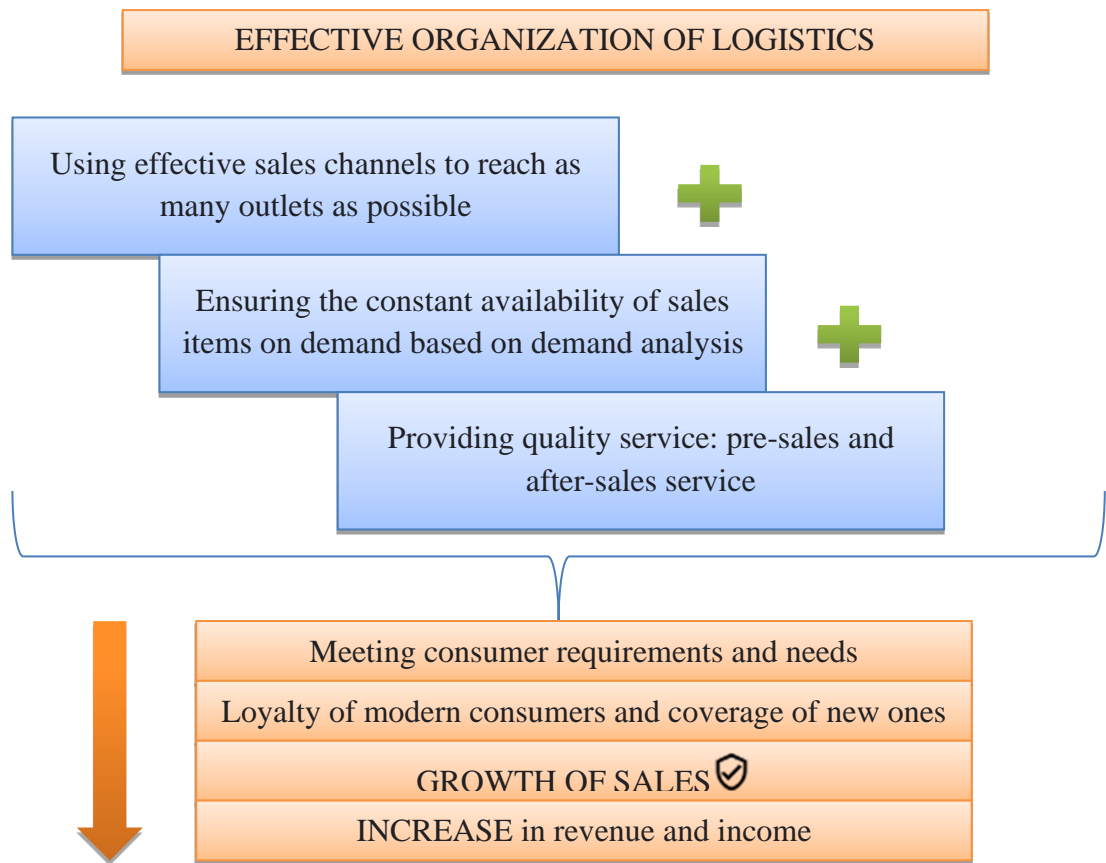 EFFECTIVE ORGANIZATION OF LOGISTICS
Using effective sales channels to reach as
many outlets as possible
Ensuring the constant availability of sales
items on demand based on demand analysis
Providing quality service: pre-sales and
after-sales service
Meeting consumer requirements and needs
Loyalty of modern consumers and coverage of new ones
GROWTH OF SALES
INCREASE in revenue and income